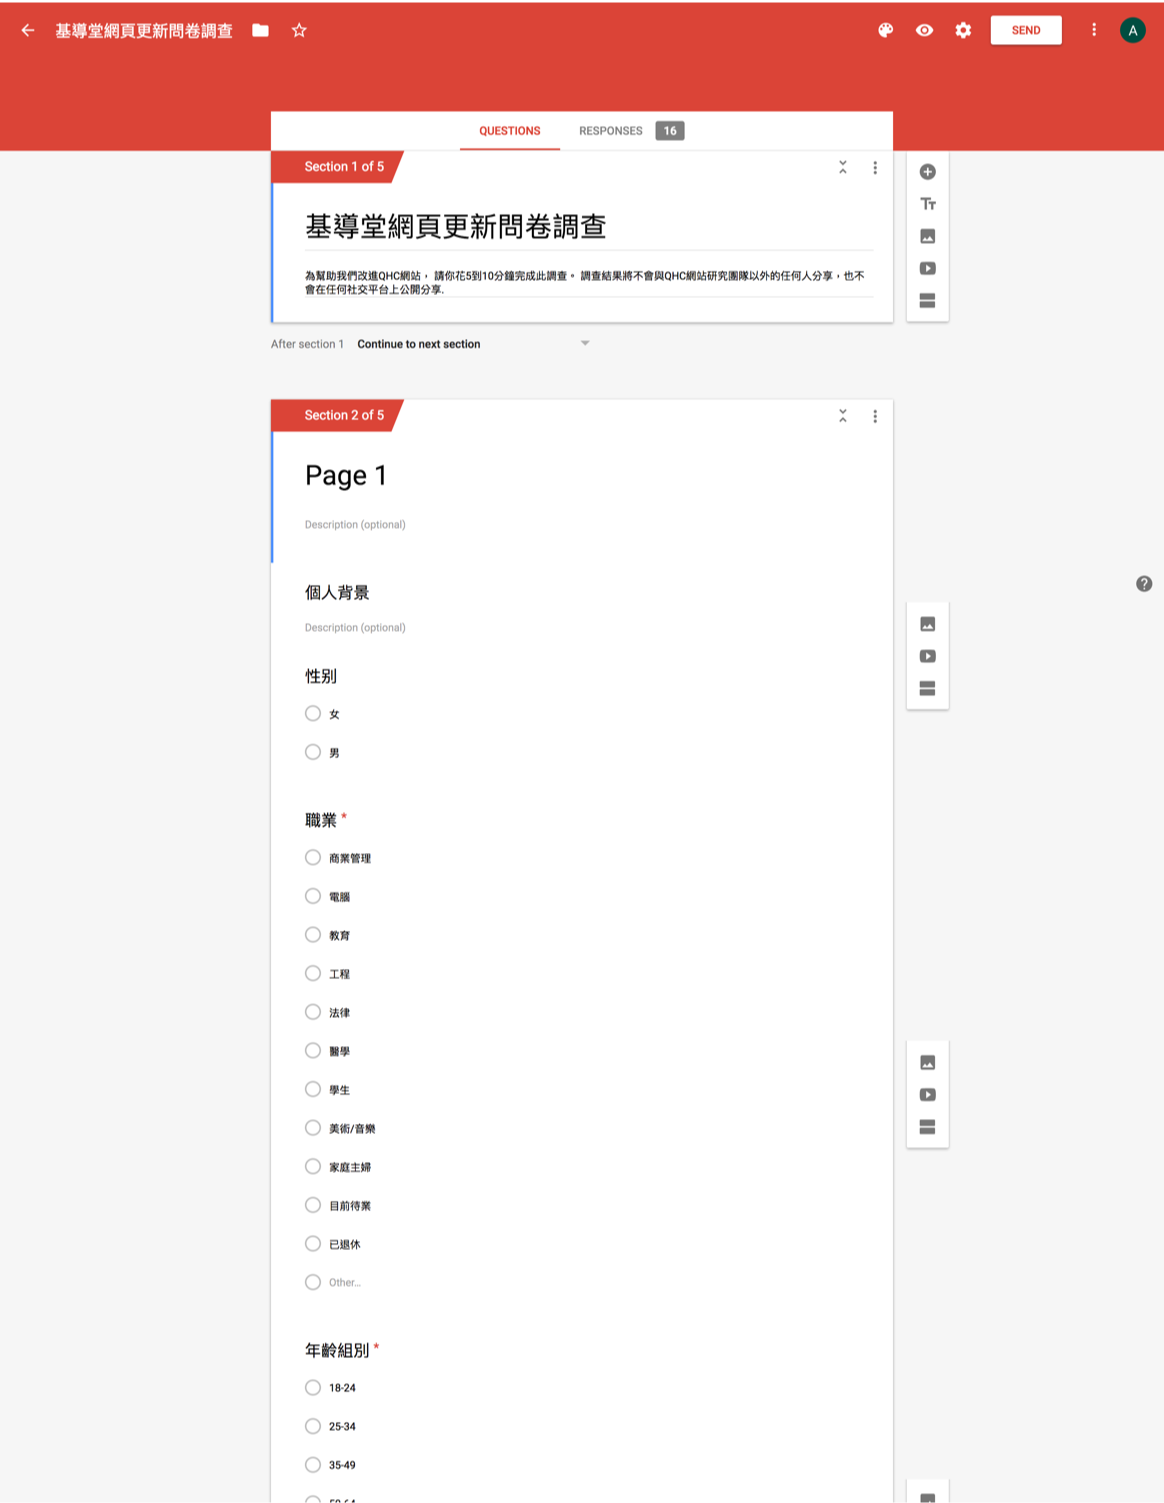 基導堂網頁更新問卷調查
SEND
A
QUESTIONS
RESPONSES 16
Section 1 of 5
基導堂網頁更新問卷調查
為幫助我們改進QHC網站， 請你花5到10分鐘完成此調查。 調查結果將不會與QHC網站研究團隊以外的任何人分享，也不
會在任何社交平台上公開分享.
After section 1 Continue to next section
Section 2 of 5
Page 1
Description (optional)
個人背景
Description (optional)
性别
女
男
職業 *
商業管理
電腦
教育
工程
法律
醫學
學生
美術/音樂
家庭主婦
目前待業
已退休
Other...
年齡組別 *
18-24
25-34
35-49